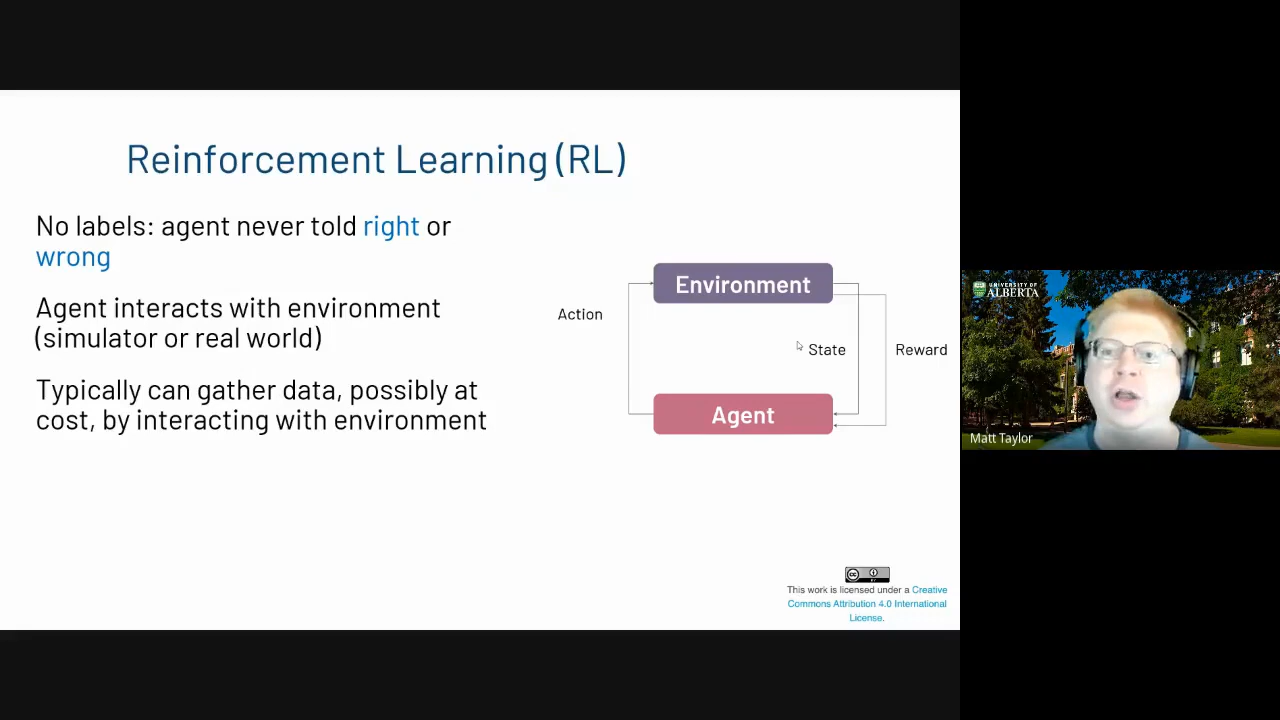 Reinforcement Learning (RL)
No labels: agent never told right or
wrong
Agent interacts with environment
(simulator or real world)
Typically can gather data, possibly at
cost, by interacting with environment
Environment
Action
State
Reward
Agent
This work is licensed under a Creative
Commons Attribution 4.0 International
License.
UNIVERSITY OF
ALBERTA
Matt Taylor